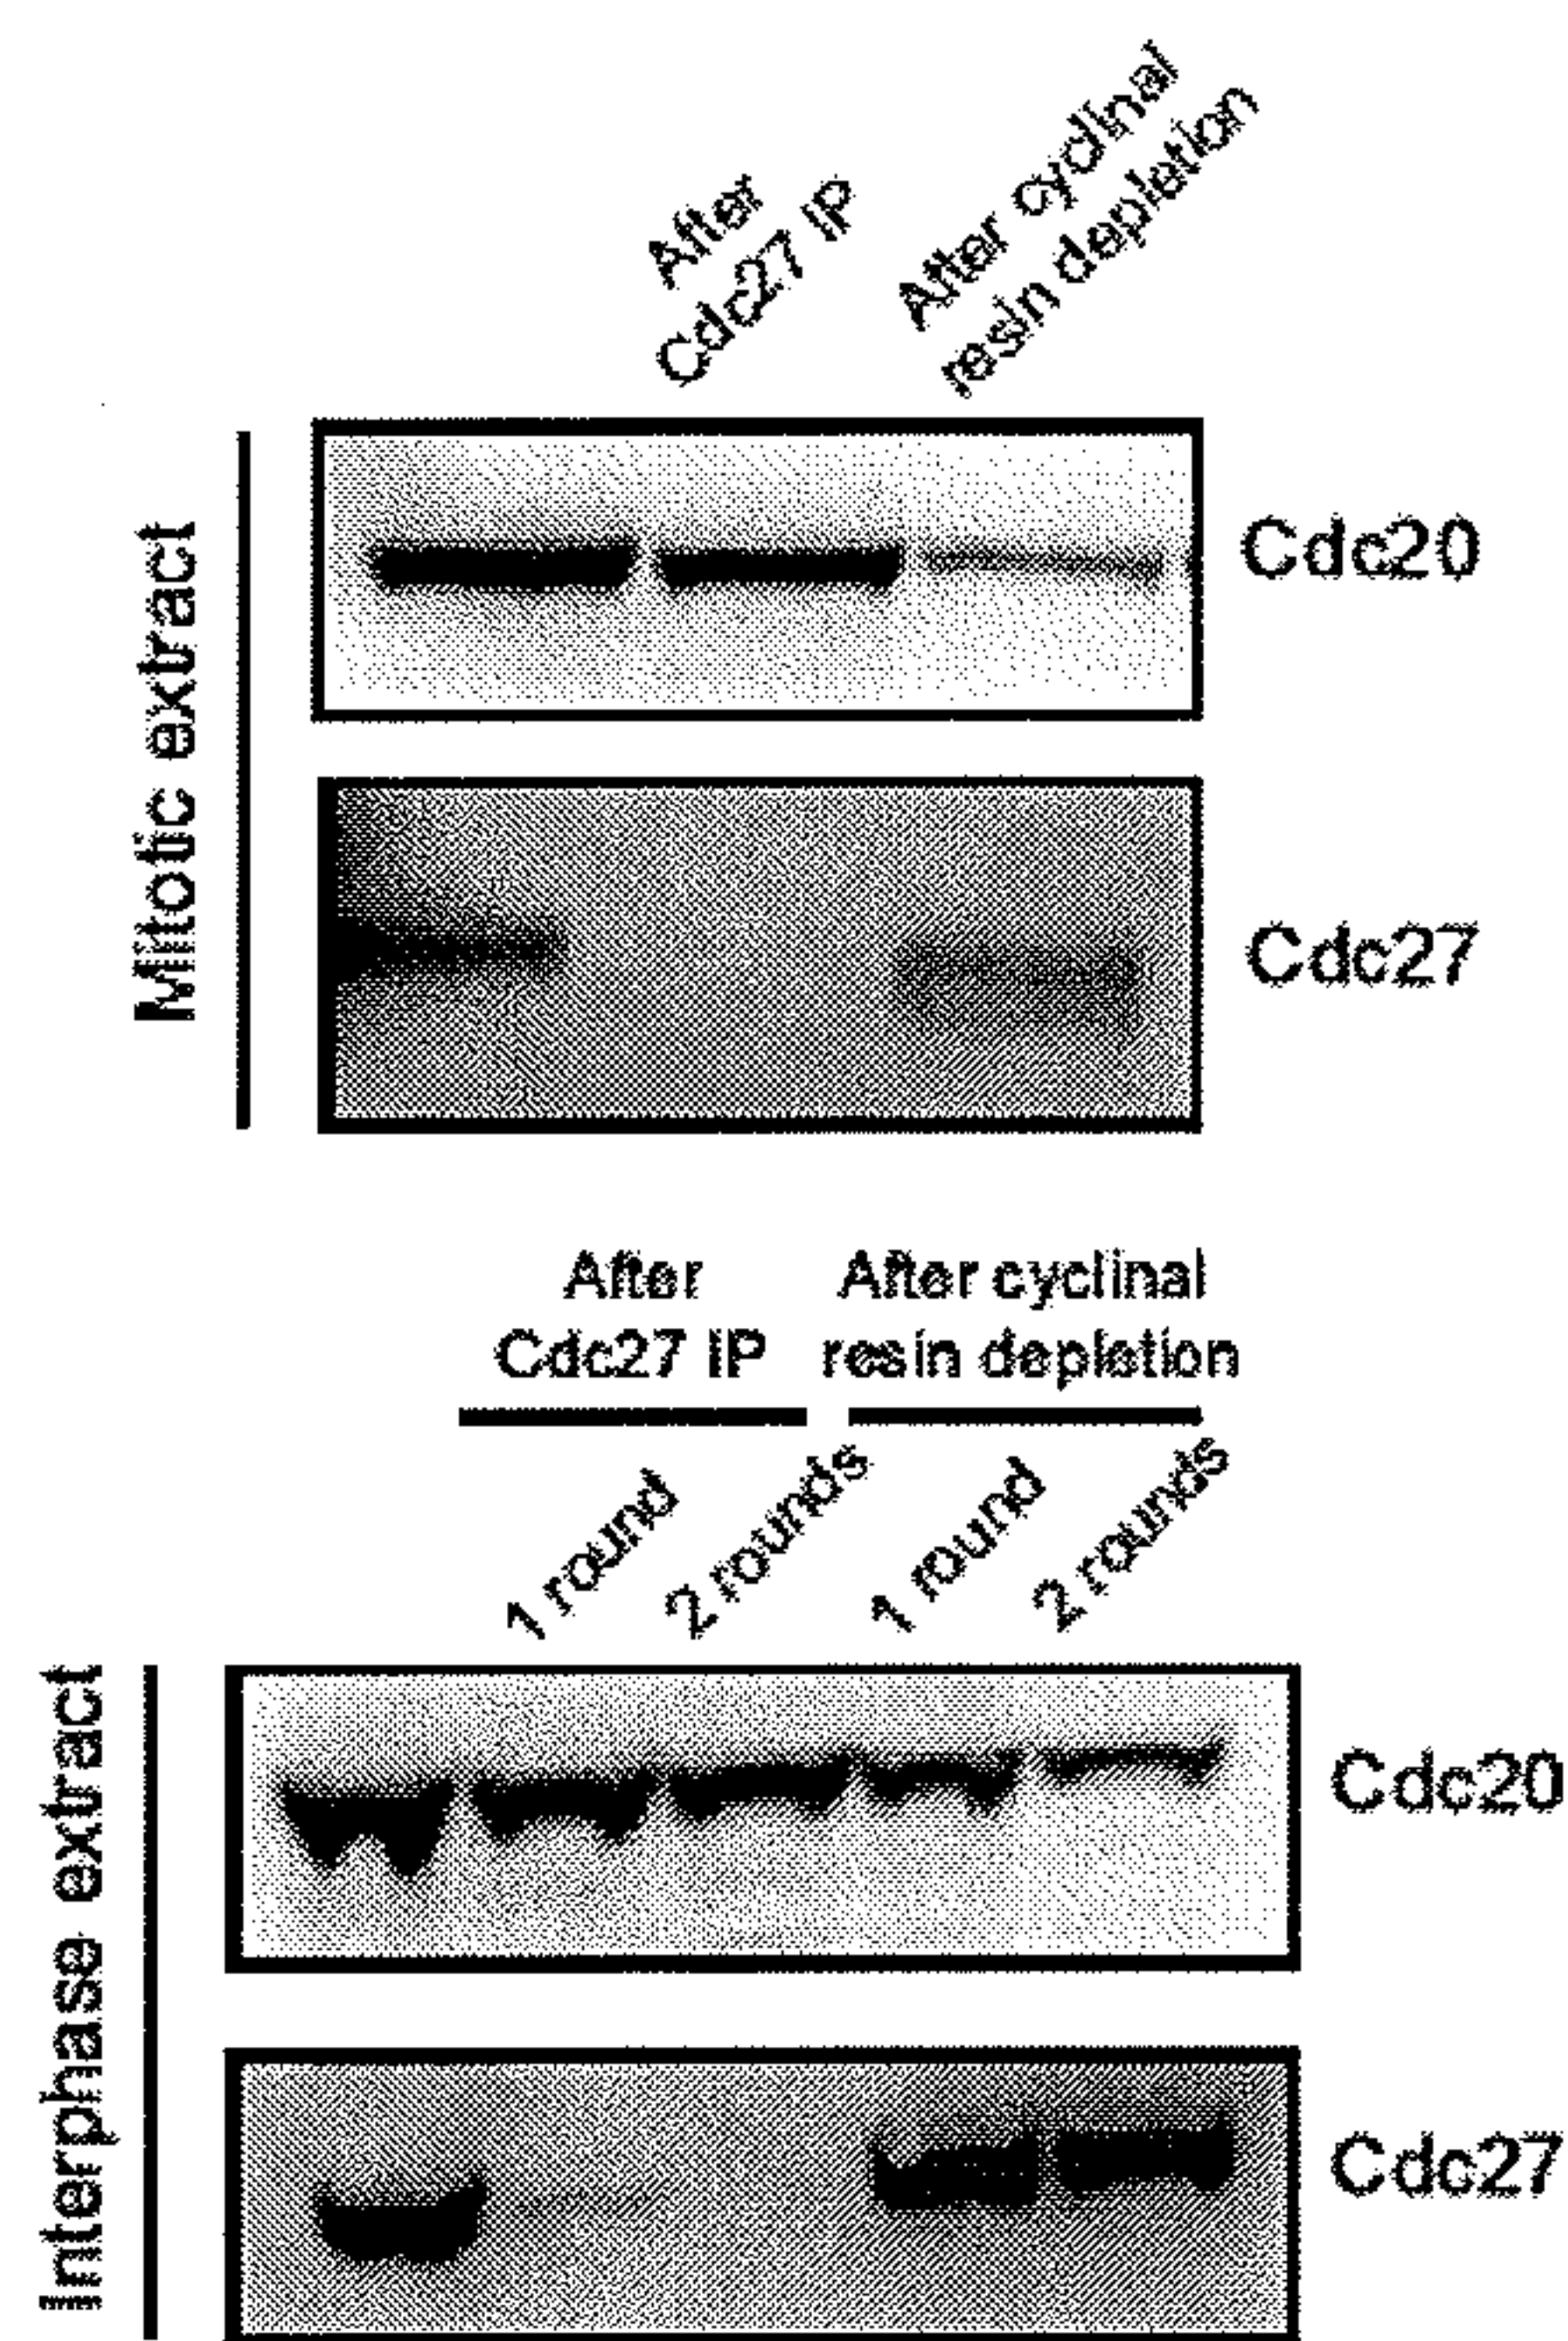 After
Cdc27 IP
After cyclinal
resin depletion
Mitotic extract
Cdc20
Cdc27
After
Cdc27 IP
After cyclinal
resin depletion
1 round
2 rounds
1 round
2 rounds
Interphase extract
Cdc20
Cdc27